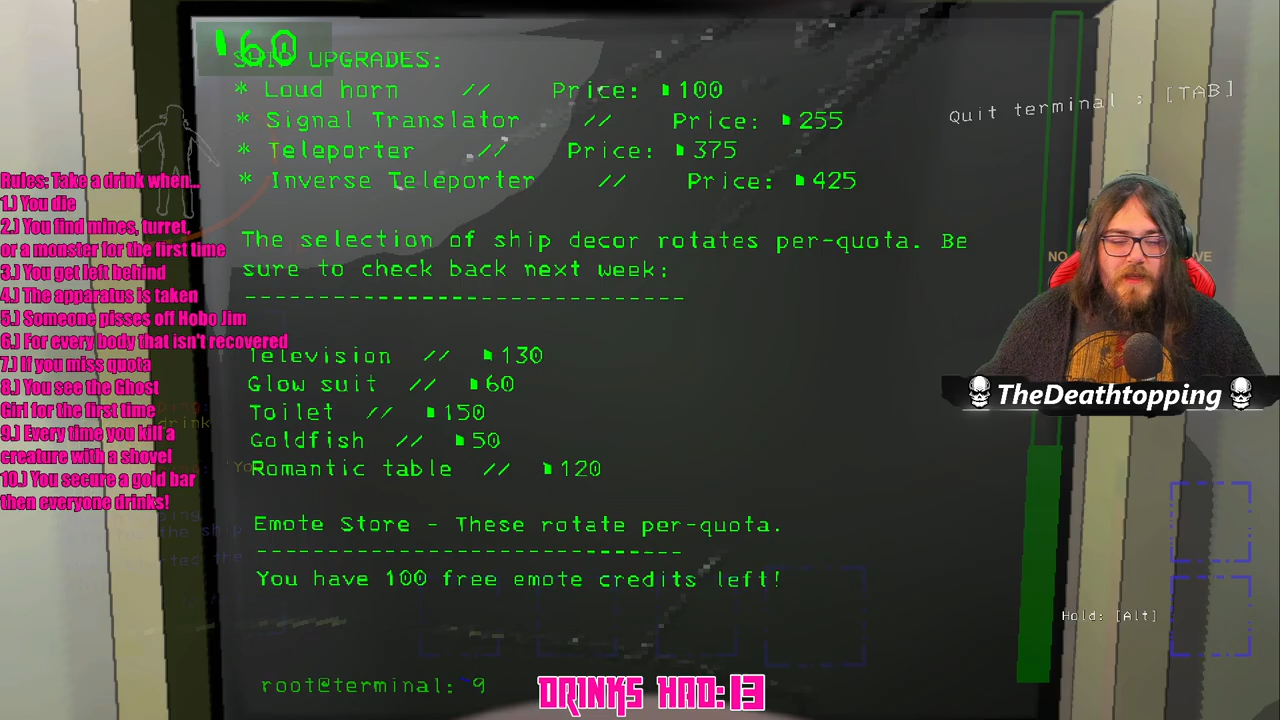 60
SHIP UPGRADES:
* Loud horn // Price: 100
* Signal Translator // Price: 255
* Teleporter // Price: 375
* Inverse Teleporter // Price: 425
Quit terminal : [TAB]
The selection of ship decor rotates per-quota. Be
sure to check back next week:
------------------------------
Television // 130
Glow suit // 60
Toilet // 150
Goldfish // 50
Romantic table // 120
Emote Store - These rotate per-quota.
-----------------------------
You have 100 free emote credits left!
root@terminal: 9
Rules: Take a drink when...
1.) You die
2.) You find mines, turret,
or a monster for the first time
3.) You get left behind
4.) The apparatus is taken
5.) Someone pisses off Hobo Jim
6.) For every body that isn't recovered
7.) If you miss quota
8.) You see the Ghost
Girl for the first time
9.) Every time you kill a
creature with a shovel
10.) You secure a gold bar
then everyone drinks!
drink
the ship
the
TheDeathtopping
Hold: [Alt]
DRINKS HAD: 13